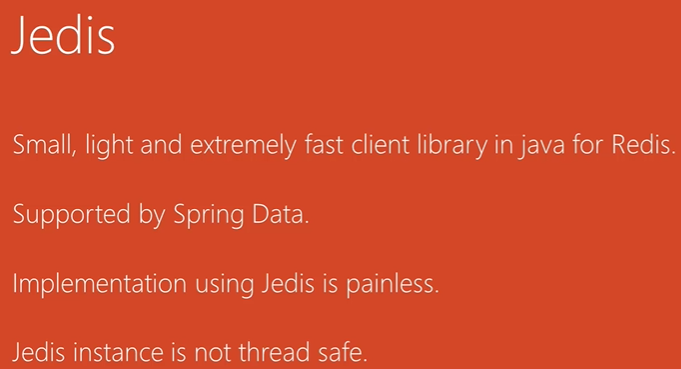 Jedis
Small, light and extremely fast client library in java for Redis.
Supported by Spring Data.
Implementation using Jedis is painless.
Jedis instance is not thread safe.